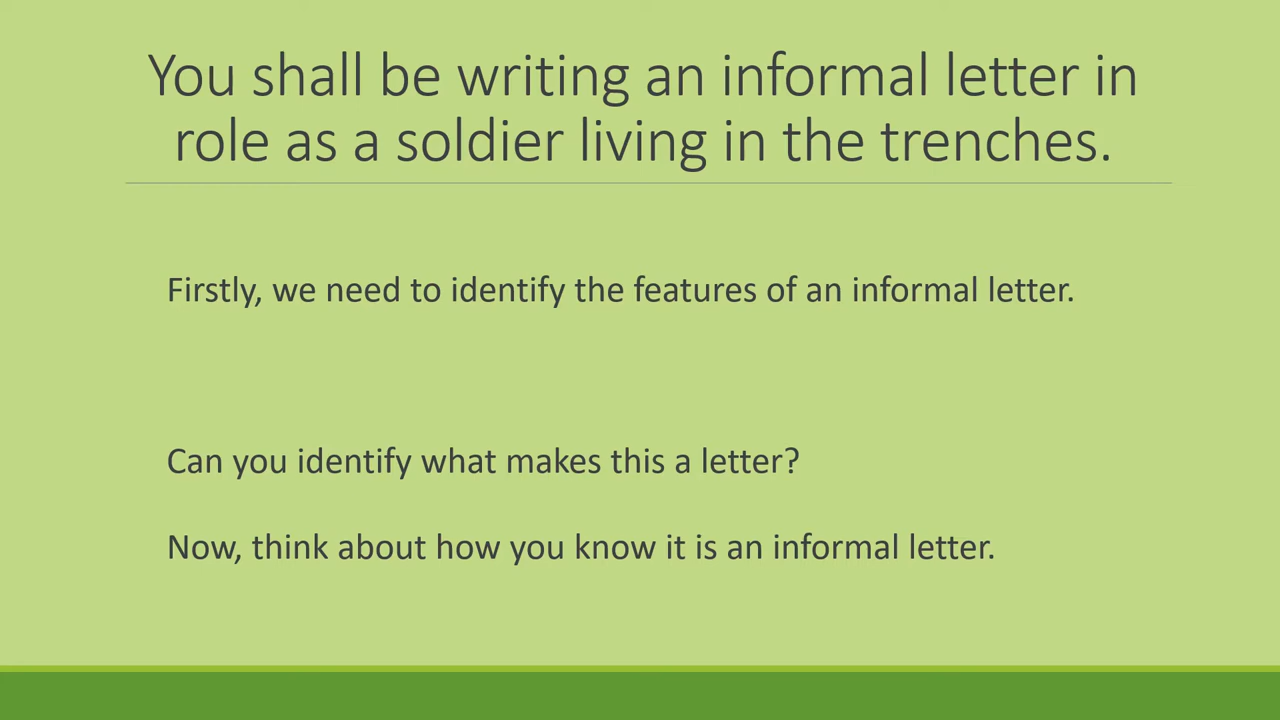 You shall be writing an informal letter in
role as a soldier living in the trenches.
Firstly, we need to identify the features of an informal letter.
Can you identify what makes this a letter?
Now, think about how you know it is an informal letter.